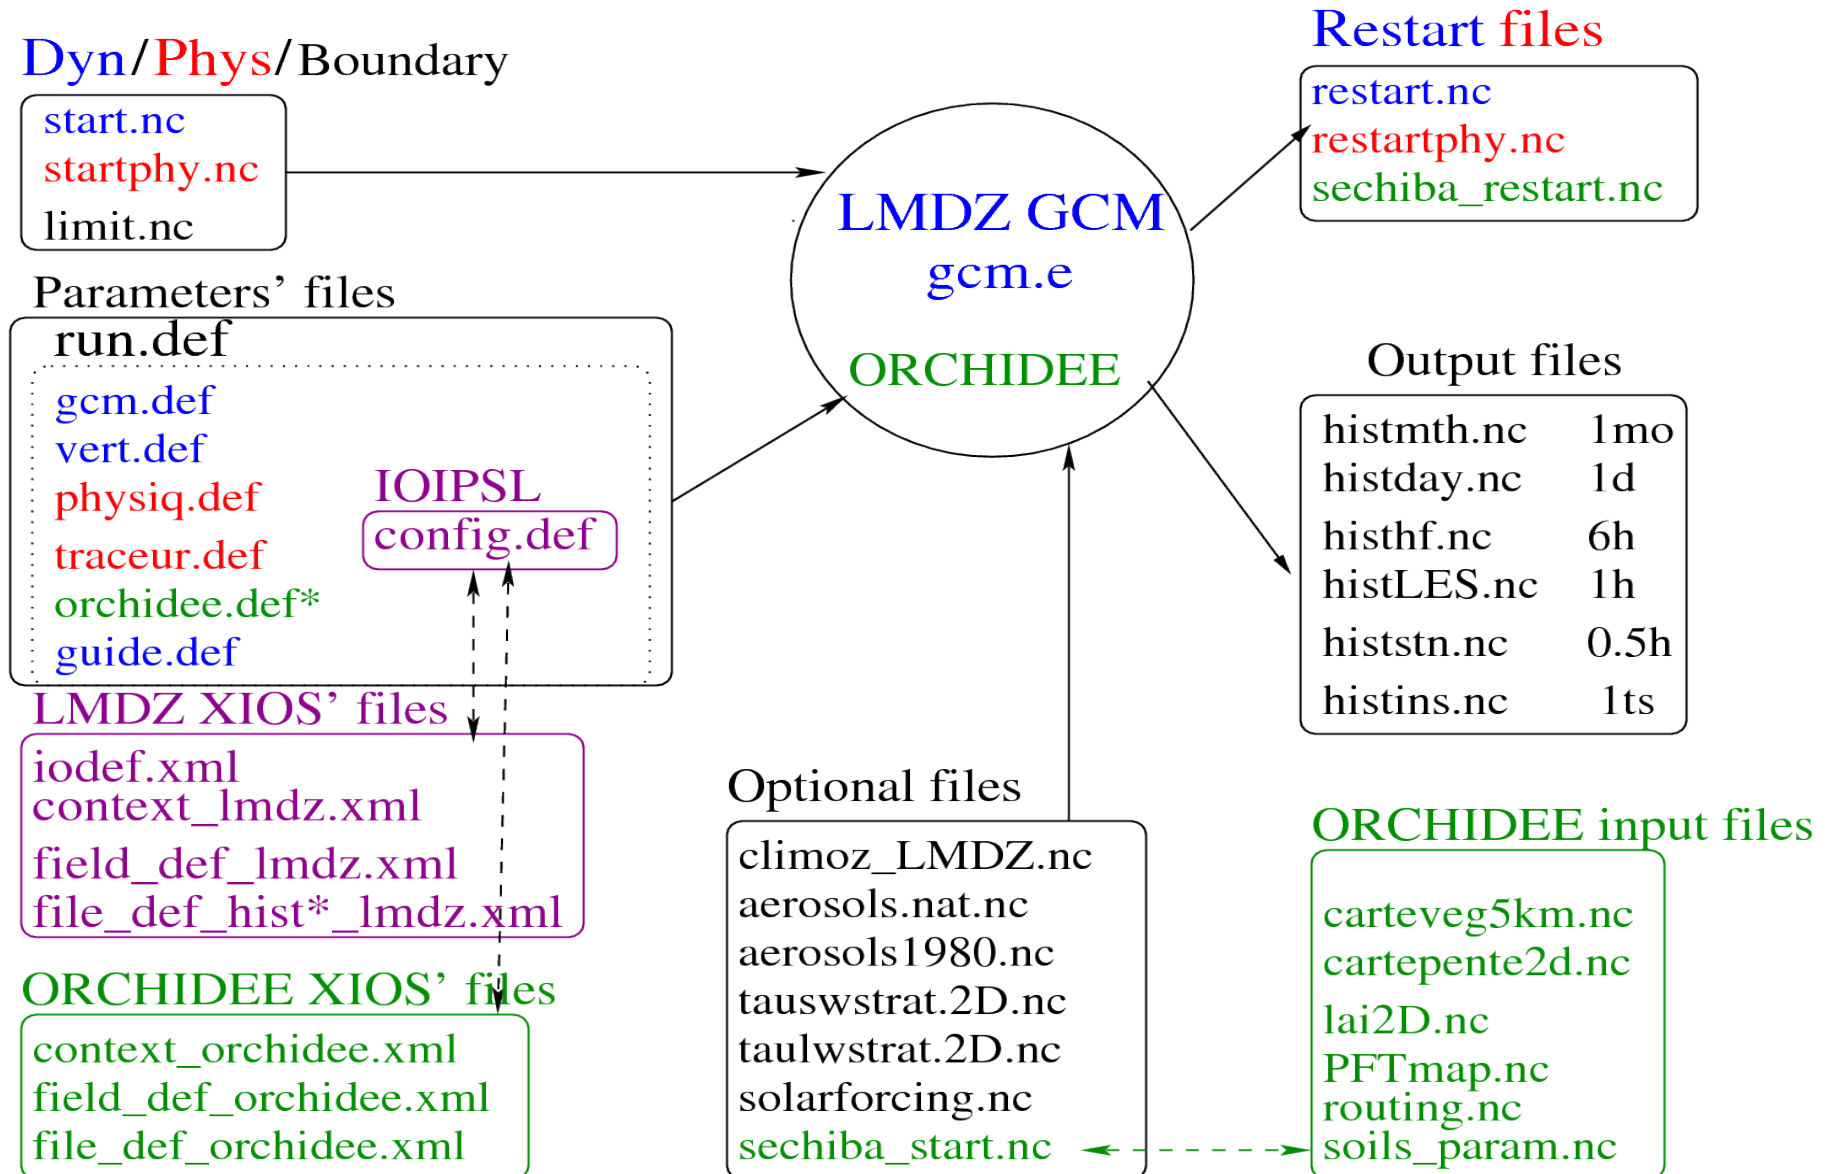 Dyn/Phys/Boundary
start.nc
startphy.nc
limit.nc
Parameters’ files
run.def
gcm.def
vert.def
physiq.def
traceur.def
orchidee.def*
guide.def
IOIPSL
config.def
LMDZ XIOS’ files
iodef.xml
context_lmdz.xml
field_def_lmdz.xml
file_def_hist*_lmdz.xml
ORCHIDEE XIOS’ files
context_orchidee.xml
field_def_orchidee.xml
file_def_orchidee.xml
LMDZ GCM
gcm.e
ORCHIDEE
Optional files
climoz_LMDZ.nc
aerosols.nat.nc
aerosols1980.nc
tauswstrat.2D.nc
taulwstrat.2D.nc
solarforcing.nc
sechiba_start.nc
Restart files
restart.nc
restartphy.nc
sechiba_restart.nc
Output files
histmth.nc 1mo
histday.nc 1d
histhf.nc 6h
histLES.nc 1h
histstn.nc 0.5h
histins.nc 1ts
ORCHIDEE input files
carteveg5km.nc
cartepente2d.nc
lai2D.nc
PFTmap.nc
routing.nc
soils_param.nc